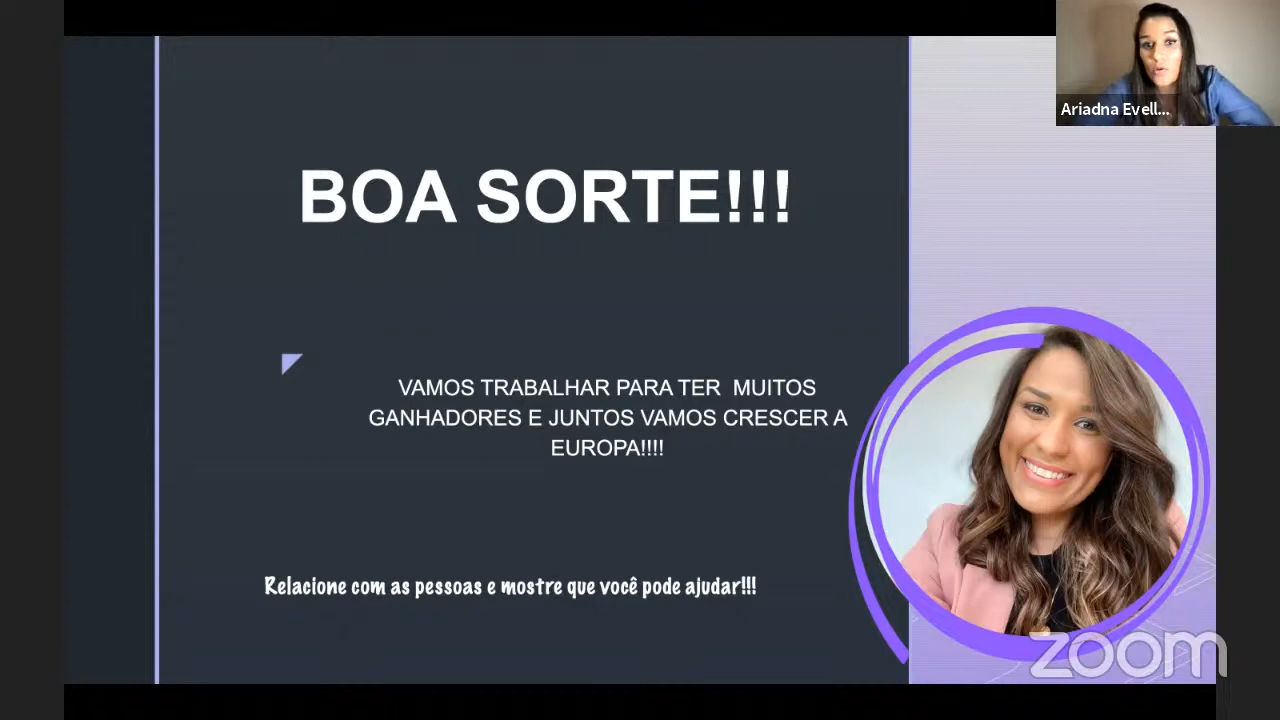 Ariadna Evell...
BOA SORTE!!!
VAMOS TRABALHAR PARA TER  MUITOS
GANHADORES E JUNTOS VAMOS CRESCER A
EUROPA!!!!
Relacione com as pessoas e mostre que você pode ajudar!!!
zoom